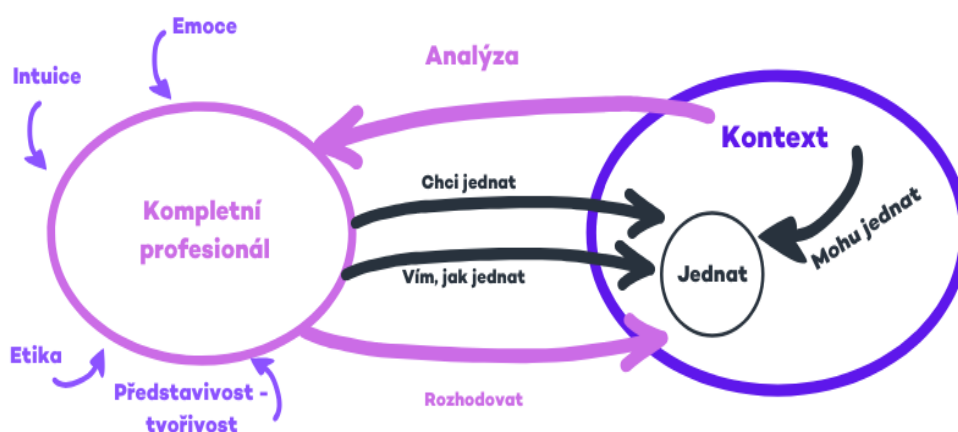 Emoce
Analýza
Intuice
Kontext
Chci jednat
Kompletní
profesionál
Mohu jednat
Jednat
Vím, jak jednat
Etika
Představivost -
tvořivost
Rozhodovat